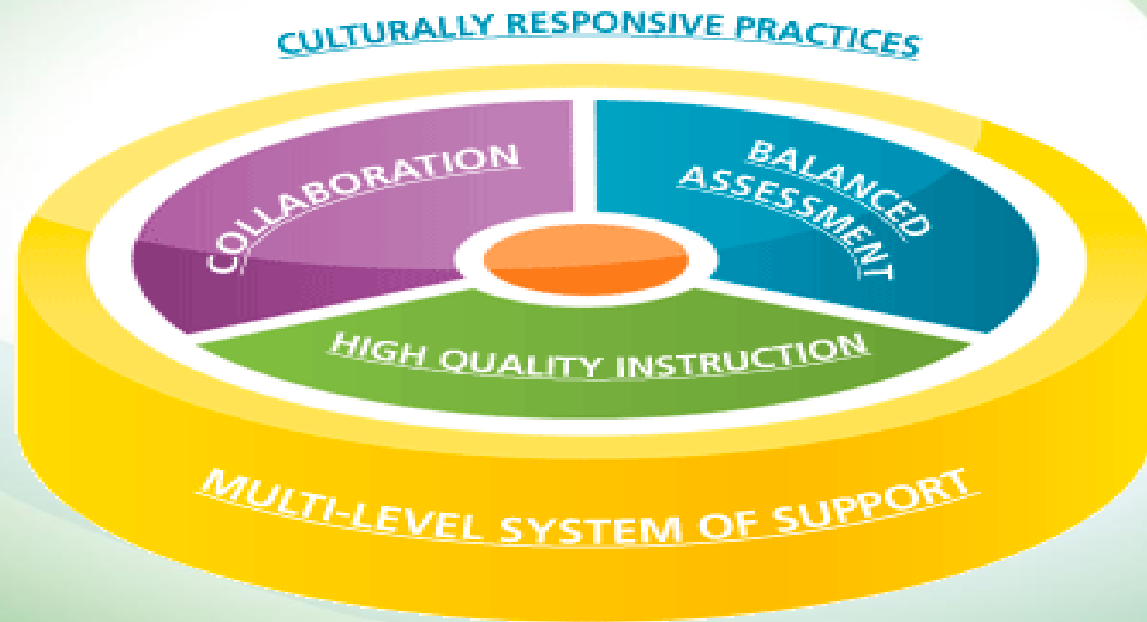 CULTURALLY RESPONSIVE PRACTICES
COLLABORATION
BALANCED
ASSESSMENT
HIGH QUALITY INSTRUCTION
MULTI-LEVEL SYSTEM OF SUPPORT